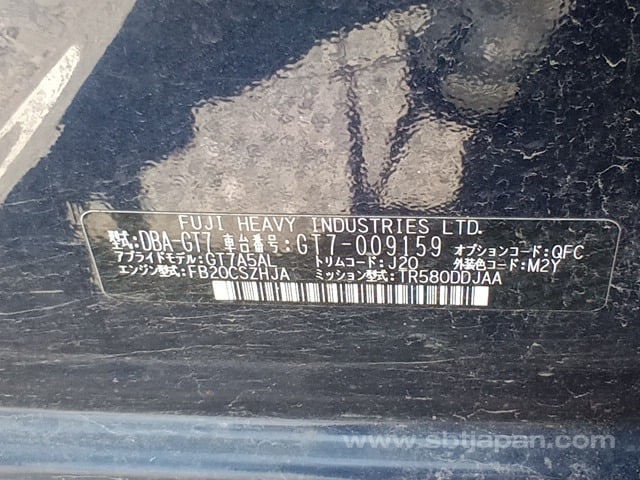 FUJI HEAVY INDUSTRIES LTD.
型式:DBA-GT7 車台番号:GT7-009159 オプションコード:QFC
アプライドモデル:GT7A5AL トリムコード:J20 外装色コード:M2Y
エンジン型式:FB20CSZHJA ミッション型式:TR580DDJAA
www.sbtjapan.com